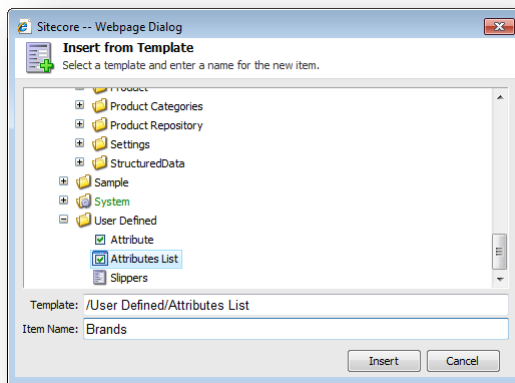 Sitecore -- Webpage Dialog
Insert from Template
Select a template and enter a name for the new item.
Product
Product Categories
Product Repository
Settings
StructuredData
Sample
System
User Defined
Attribute
Attributes List
Slippers
Template: /User Defined/Attributes List
Item Name: Brands
Insert Cancel